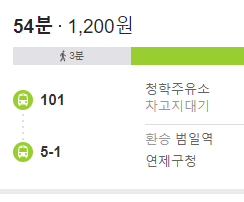 54분 · 1,200원
3분
101 청학주유소
차고지대기
환승 범일역
5-1 연제구청